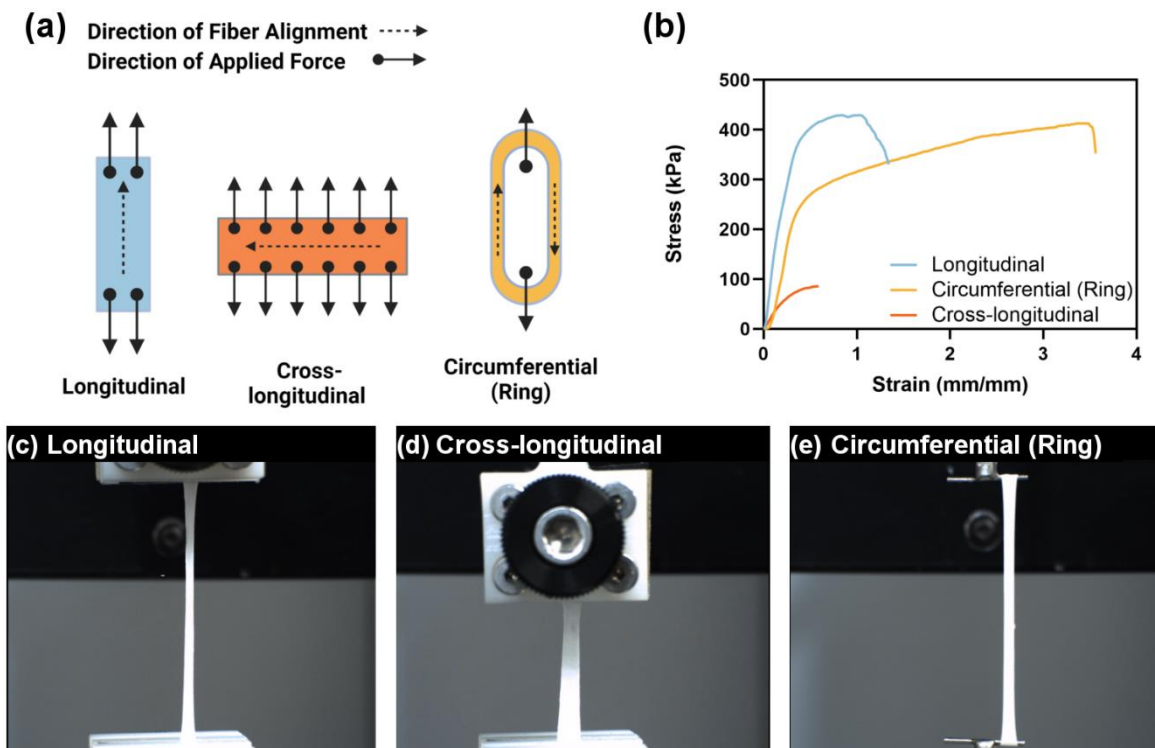 (a)
Direction of Fiber Alignment
Direction of Applied Force
Longitudinal
Cross-
longitudinal
Circumferential
(Ring)
(b)
500
400
300
200
100
0
0
1
2
3
4
Stress (kPa)
Strain (mm/mm)
Longitudinal
Circumferential (Ring)
Cross-longitudinal
(c) Longitudinal
(d) Cross-longitudinal
(e) Circumferential (Ring)